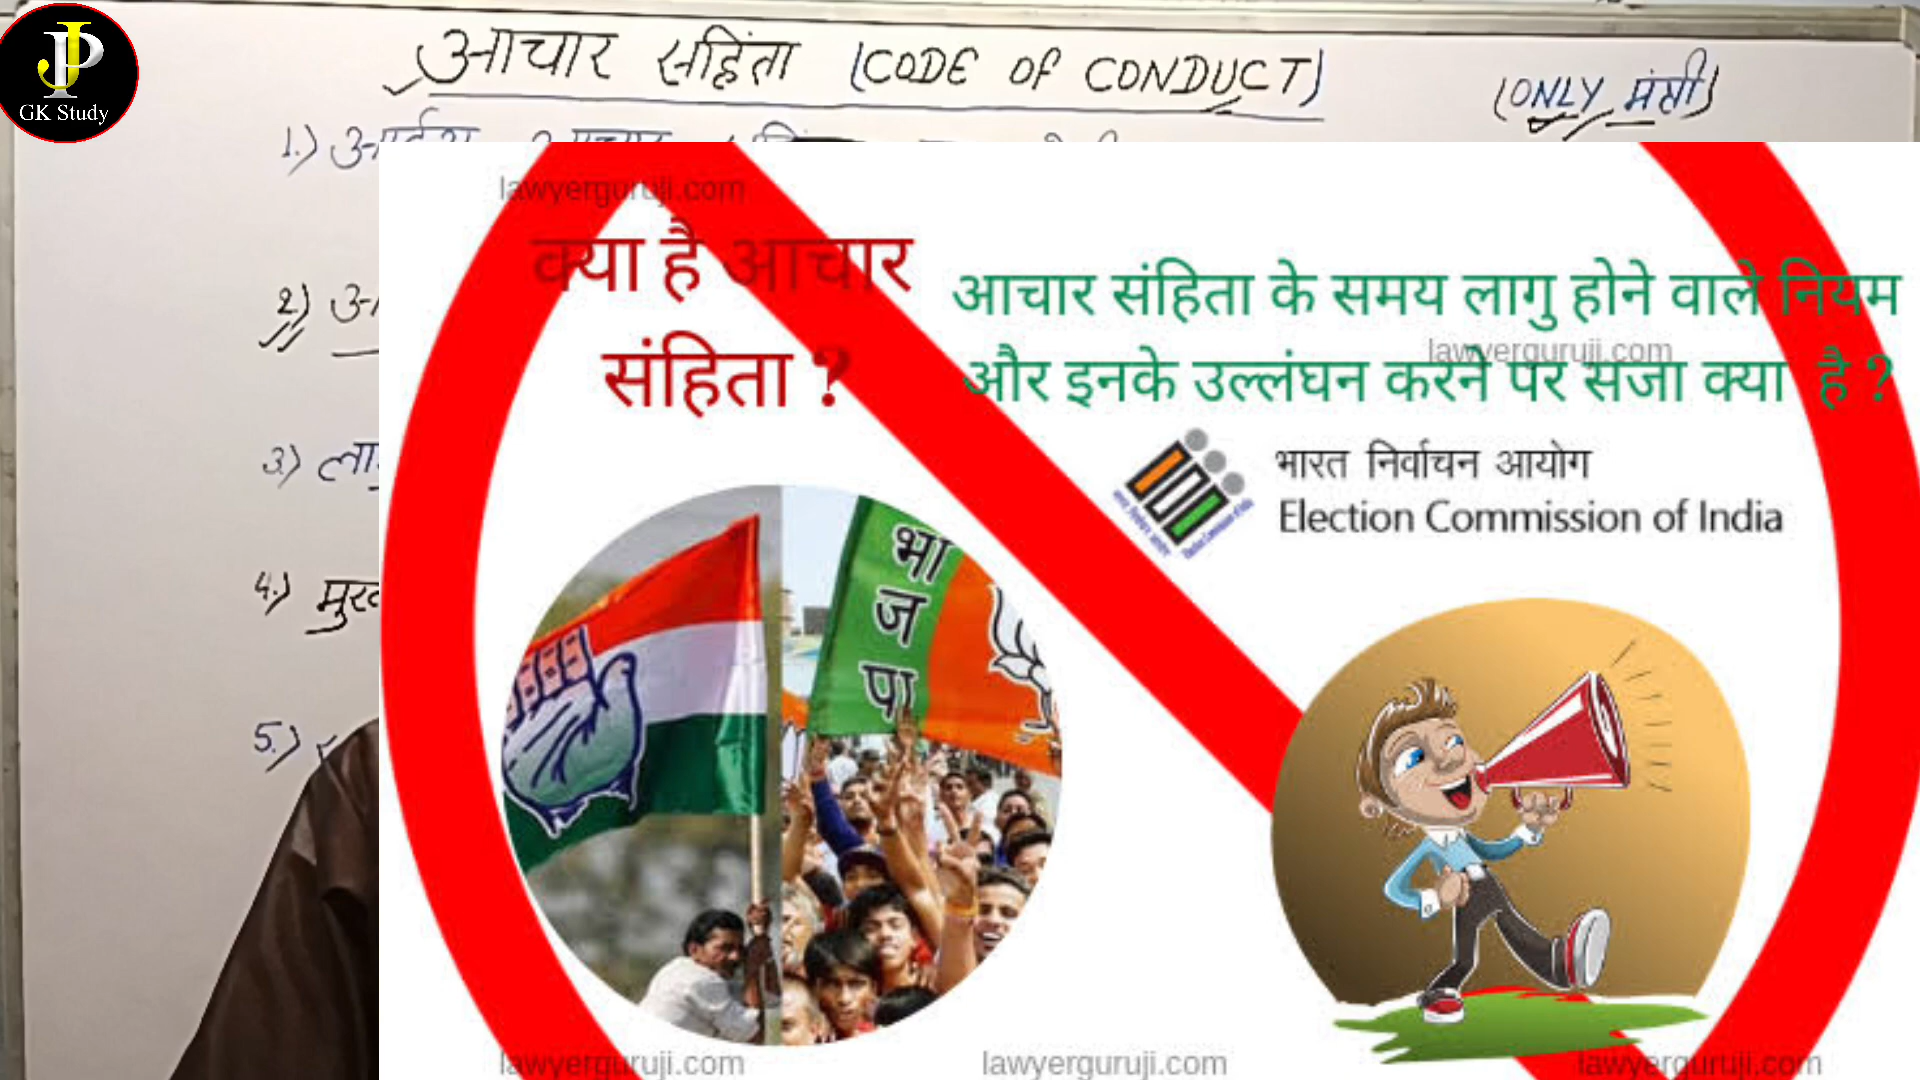 JP
GK Study
आचार सहिंता (CODE of CONDUCT)
(ONLY मंत्री)
1.)
2.)
3.)
4.)
5.)
lawyerguruji.com
क्या है आचार
संहिता ?
आचार संहिता के समय लागु होने वाले नियम
lawyerguruji.com
और इनके उल्लंघन करने पर सजा क्या है ?
भारत निर्वाचन आयोग
Election Commission of India
भा
ज
पा
lawyerguruji.com
lawyerguruji.com
lawyerguruji.com